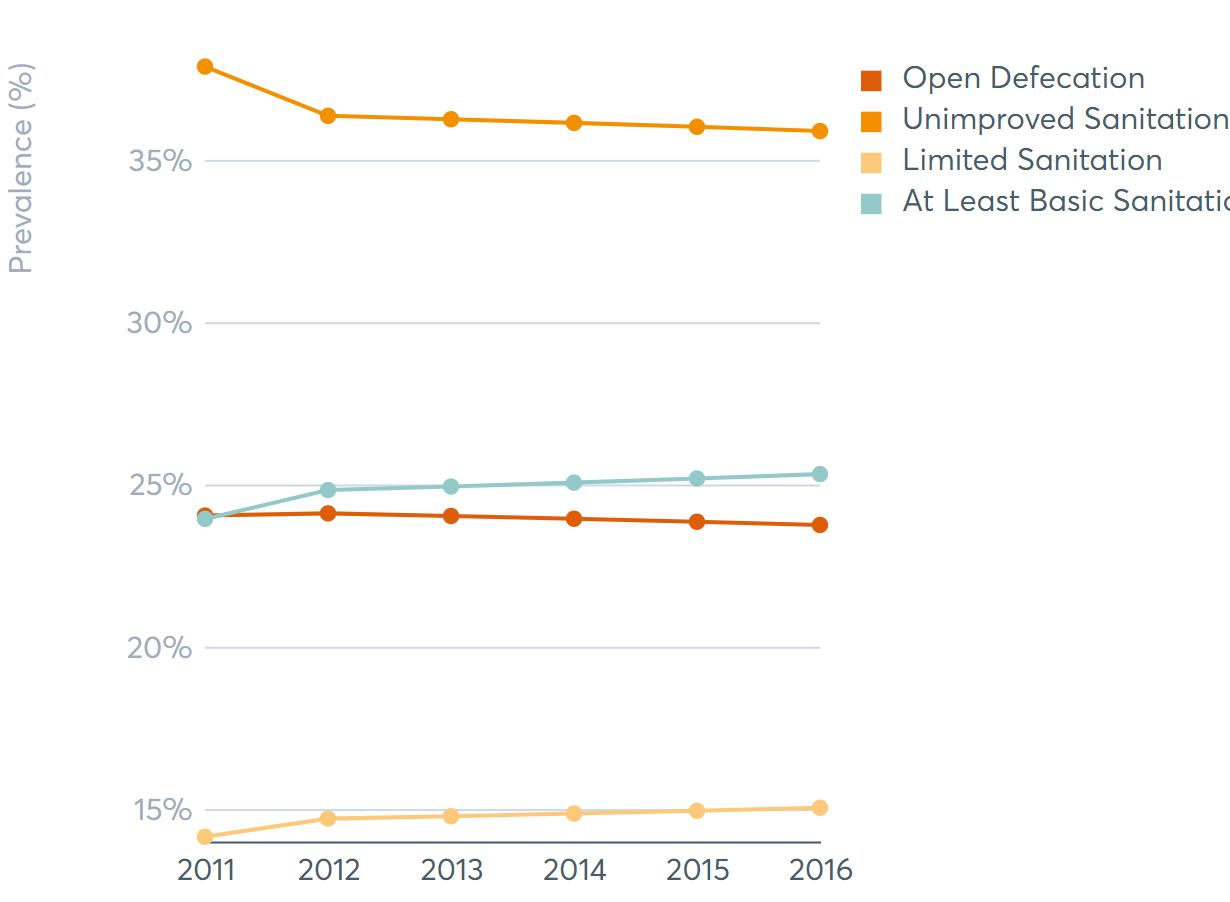 Prevalence (%)
35%
30%
25%
20%
15%
2011 2012 2013 2014 2015 2016
Open Defecation
Unimproved Sanitation
Limited Sanitation
At Least Basic Sanitatio